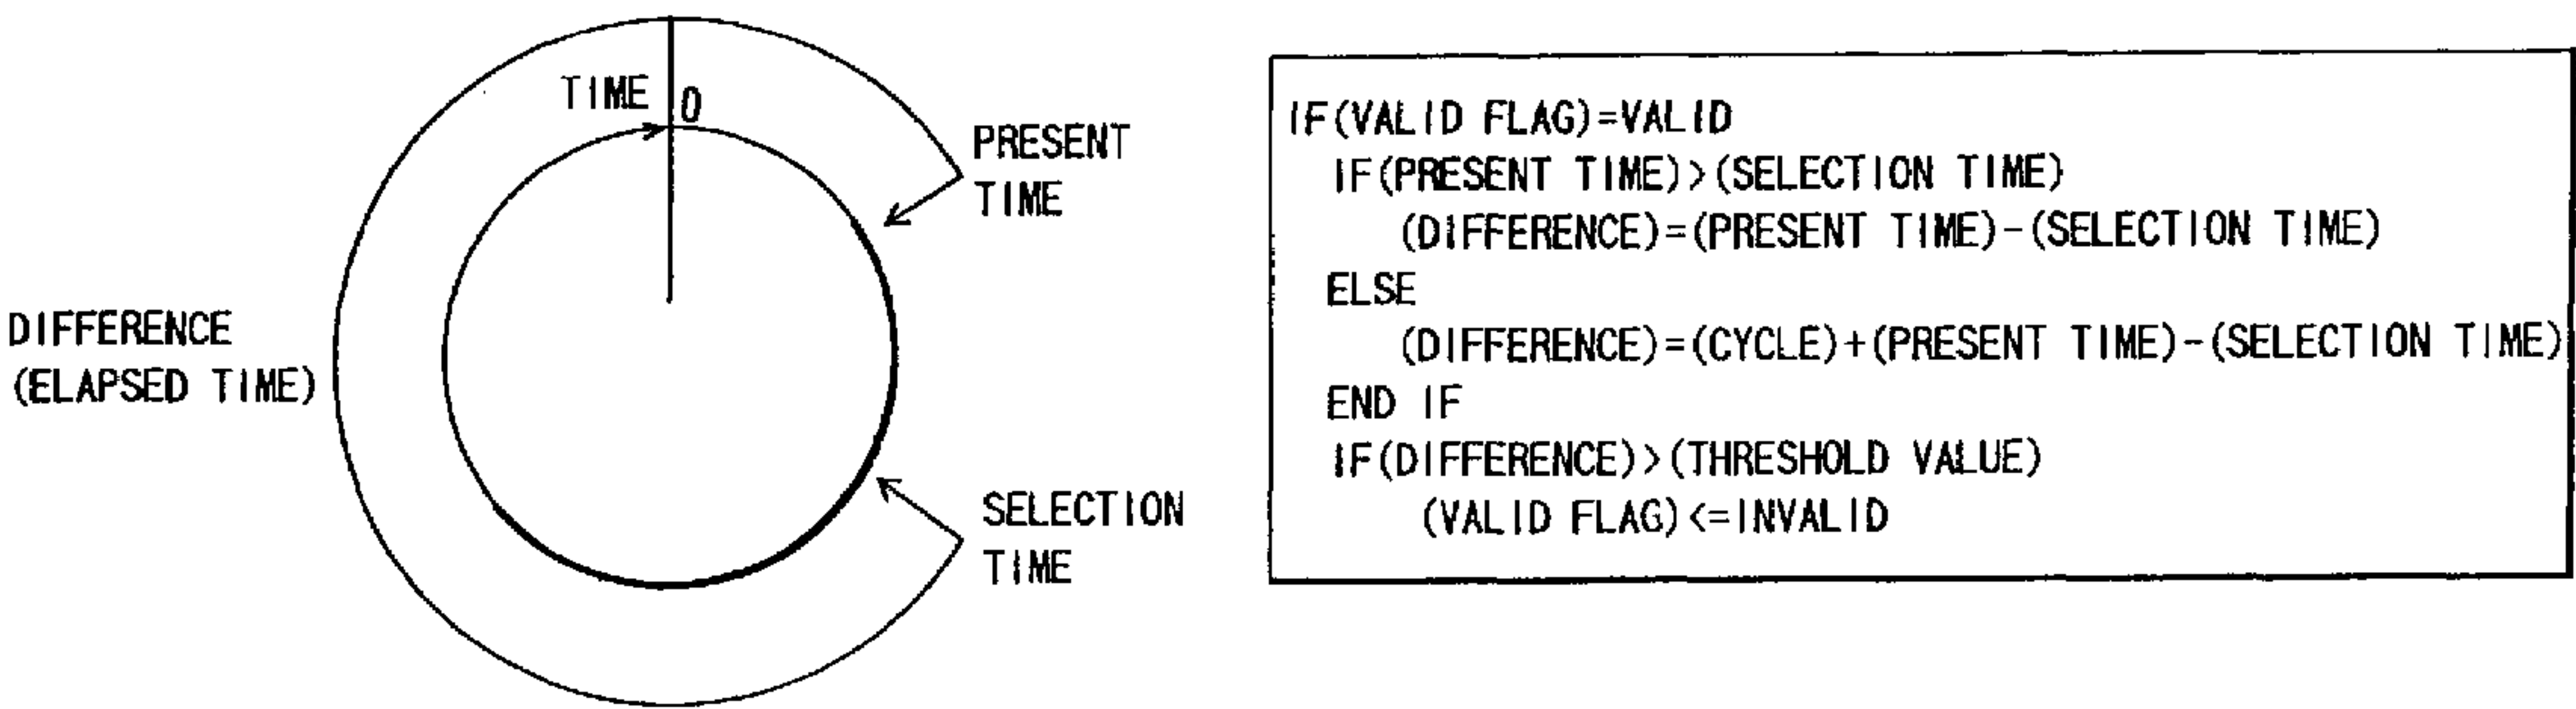 TIME 0
PRESENT
TIME
DIFFERENCE
(ELAPSED TIME)
SELECTION
TIME
IF(VALID FLAG)=VALID
IF(PRESENT TIME)>(SELECTION TIME)
(DIFFERENCE)=(PRESENT TIME)-(SELECTION TIME)
ELSE
(DIFFERENCE)=(CYCLE)+(PRESENT TIME)-(SELECTION TIME)
END IF
IF(DIFFERENCE)>(THRESHOLD VALUE)
(VALID FLAG)<=INVALID